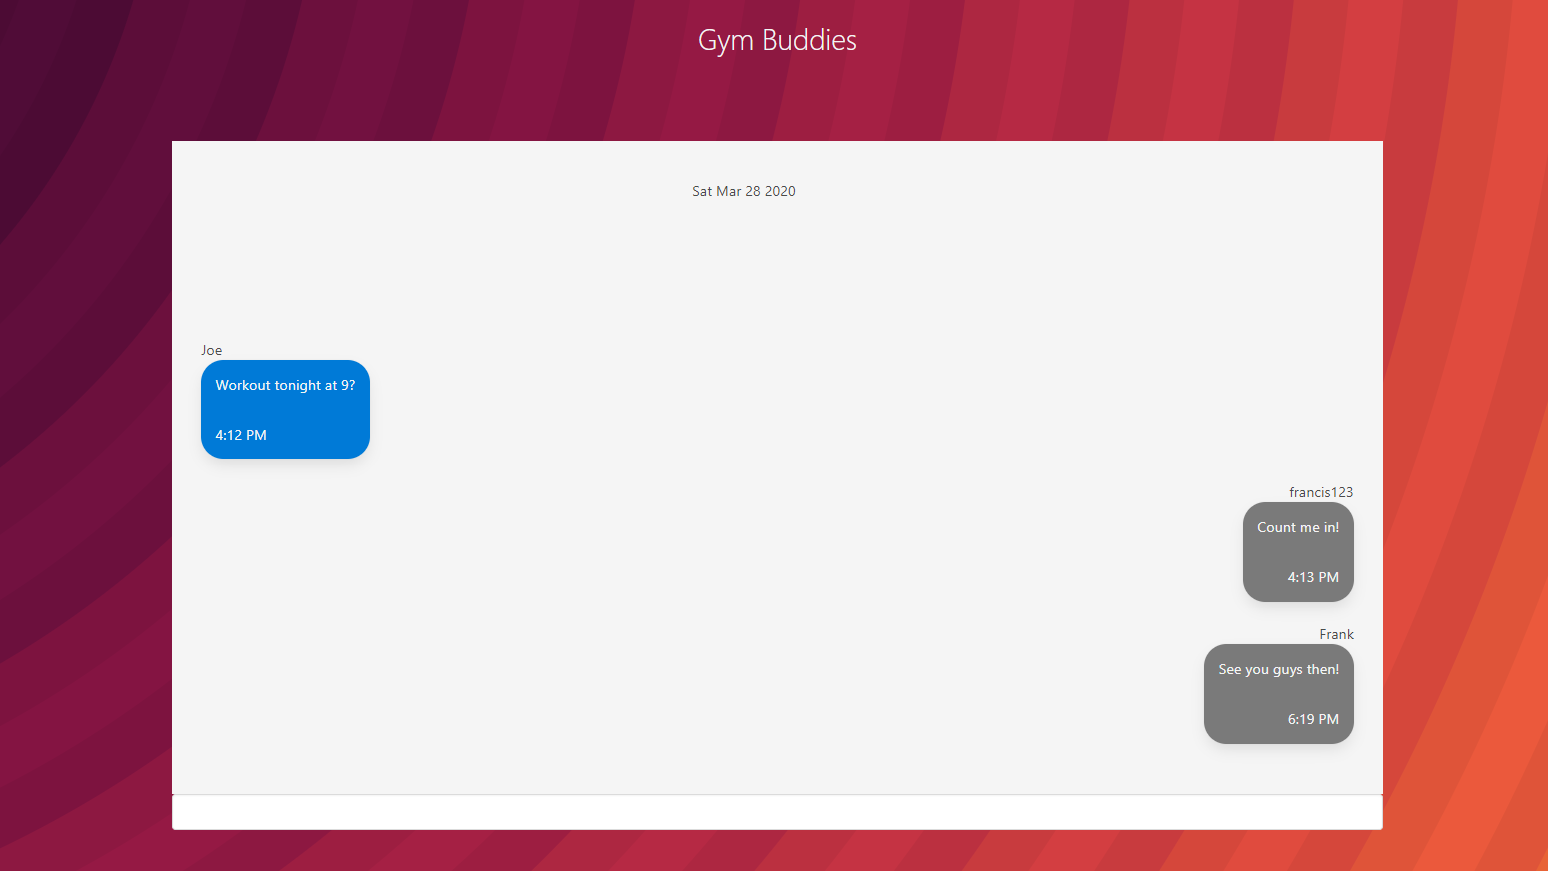 Gym Buddies
Sat Mar 28 2020
Joe
Workout tonight at 9?
4:12 PM
francis123
Count me in!
4:13 PM
Frank
See you guys then!
6:19 PM